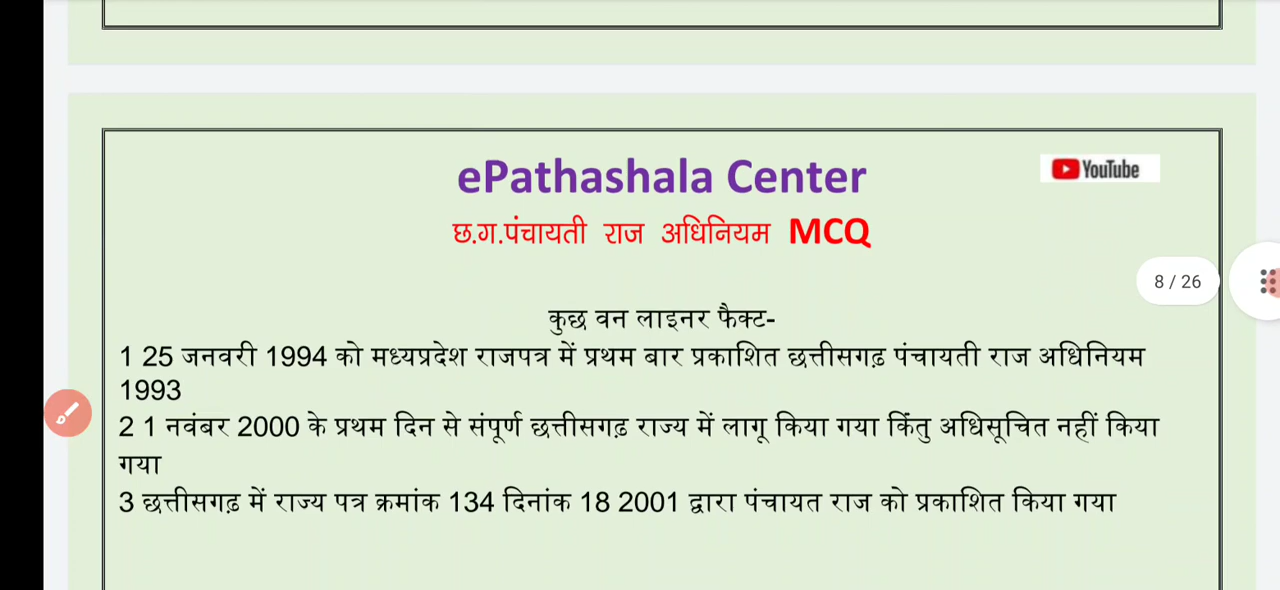 ePathashala Center
YouTube
छ.ग.पंचायती राज अधिनियम MCQ
8 / 26
कुछ वन लाइनर फैक्ट-
1 25 जनवरी 1994 को मध्यप्रदेश राजपत्र में प्रथम बार प्रकाशित छत्तीसगढ़ पंचायती राज अधिनियम
1993
2 1 नवंबर 2000 के प्रथम दिन से संपूर्ण छत्तीसगढ़ राज्य में लागू किया गया किंतु अधिसूचित नहीं किया
गया
3 छत्तीसगढ़ में राज्य पत्र क्रमांक 134 दिनांक 18 2001 द्वारा पंचायत राज को प्रकाशित किया गया